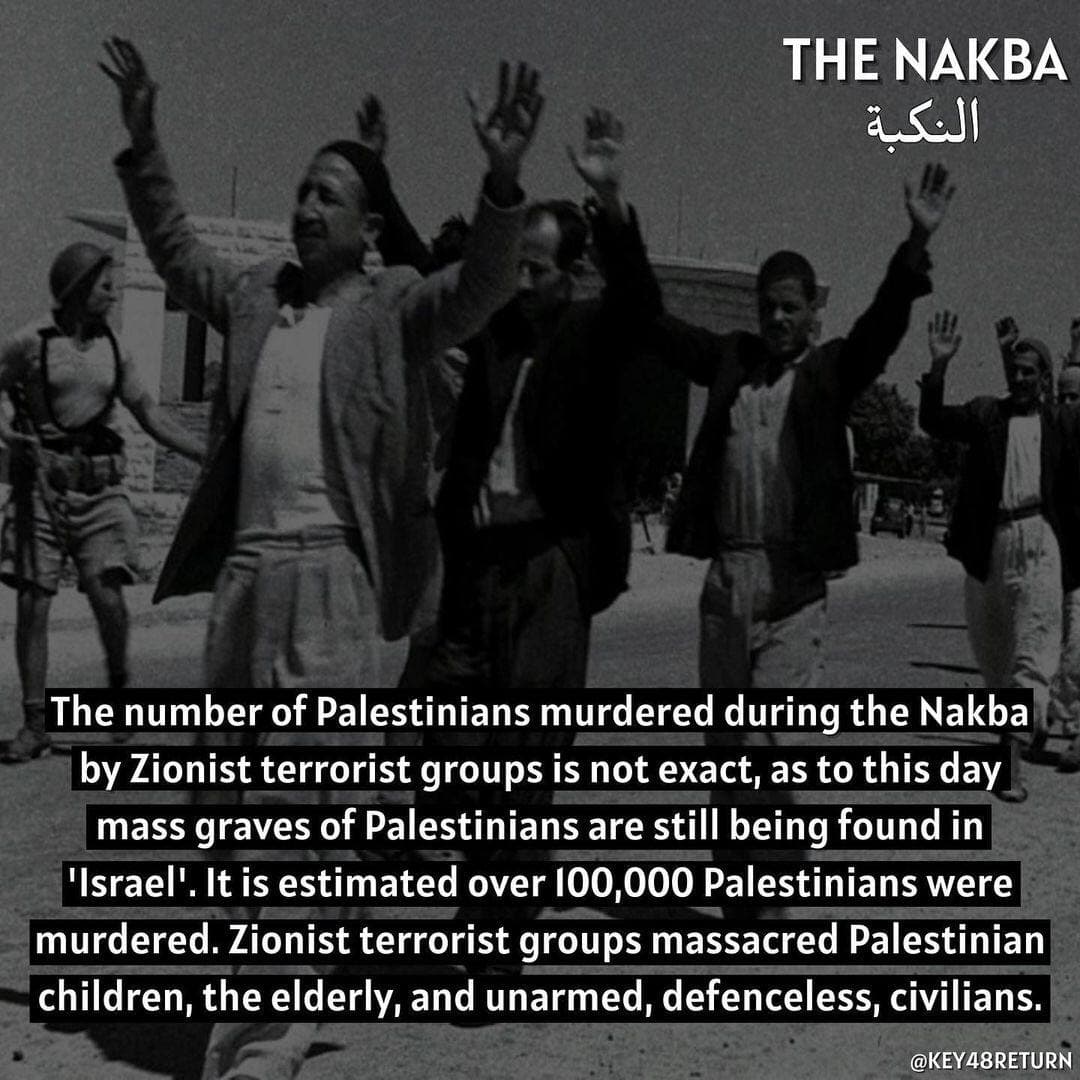 THE NAKBA
النكبة
The number of Palestinians murdered during the Nakba
by Zionist terrorist groups is not exact, as to this day
mass graves of Palestinians are still being found in
'Israel'. It is estimated over 100,000 Palestinians were
murdered. Zionist terrorist groups massacred Palestinian
children, the elderly, and unarmed, defenceless, civilians.
@KEY48RETURN